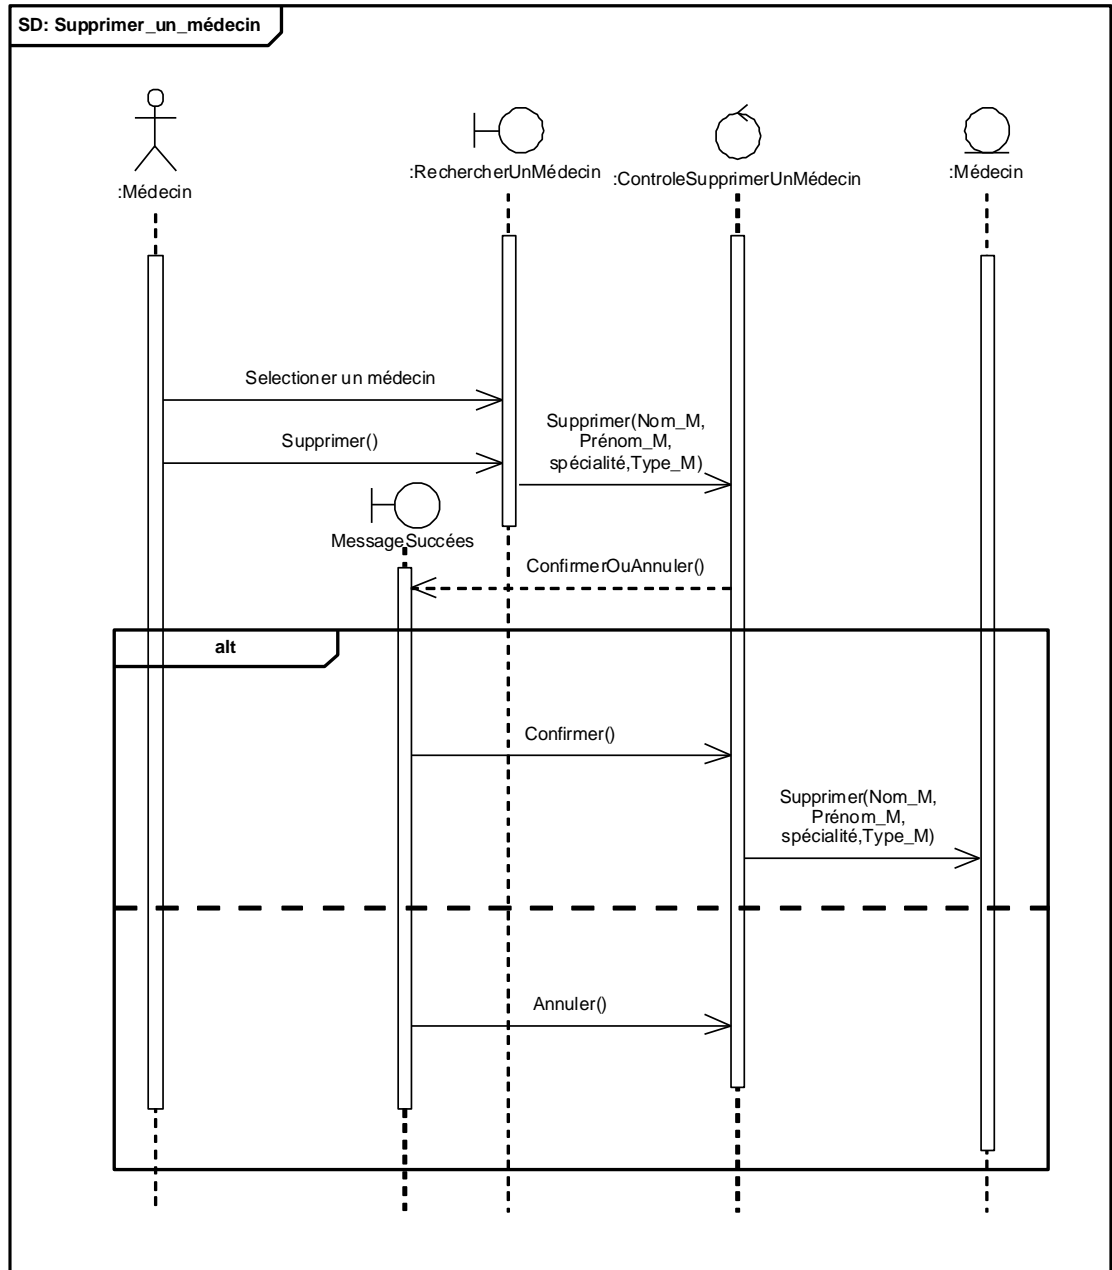 SD: Supprimer_un_médecin
:Médecin
:RechercherUnMédecin
:ControleSupprimerUnMédecin
:Médecin
Selectioner un médecin
Supprimer()
Supprimer(Nom_M,
Prénom_M,
spécialité,Type_M)
MessageSuccées
ConfirmerOuAnnuler()
alt
Confirmer()
Supprimer(Nom_M,
Prénom_M,
spécialité,Type_M)
Annuler()